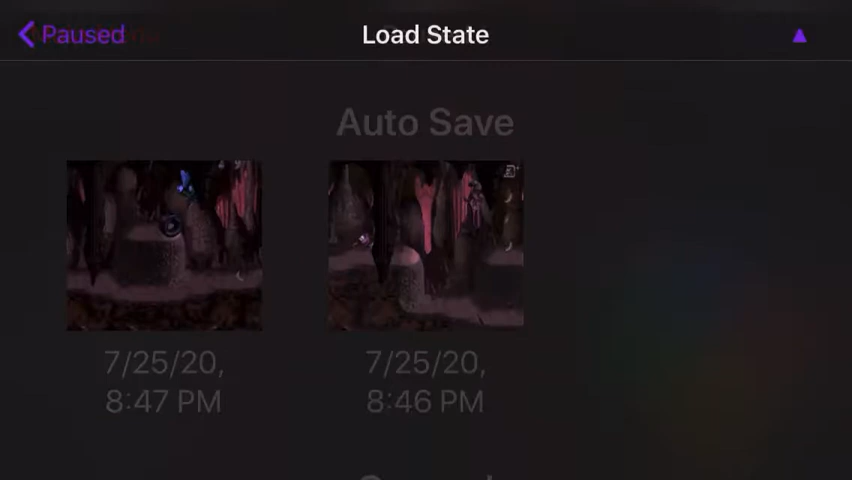 Paused
Load State
Auto Save
7/25/20,
8:47 PM
7/25/20,
8:46 PM